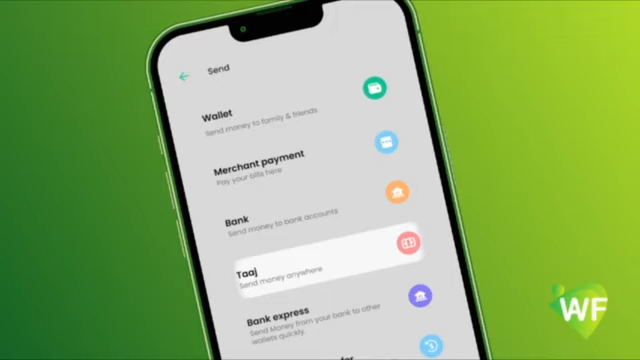 Send
Wallet
Send money to family & friends
Merchant payment
Pay your bills here
Bank
Send money to bank accounts
Taaj
Send money anywhere
Bank express
Send Money from your bank to other
wallets quickly.
WF